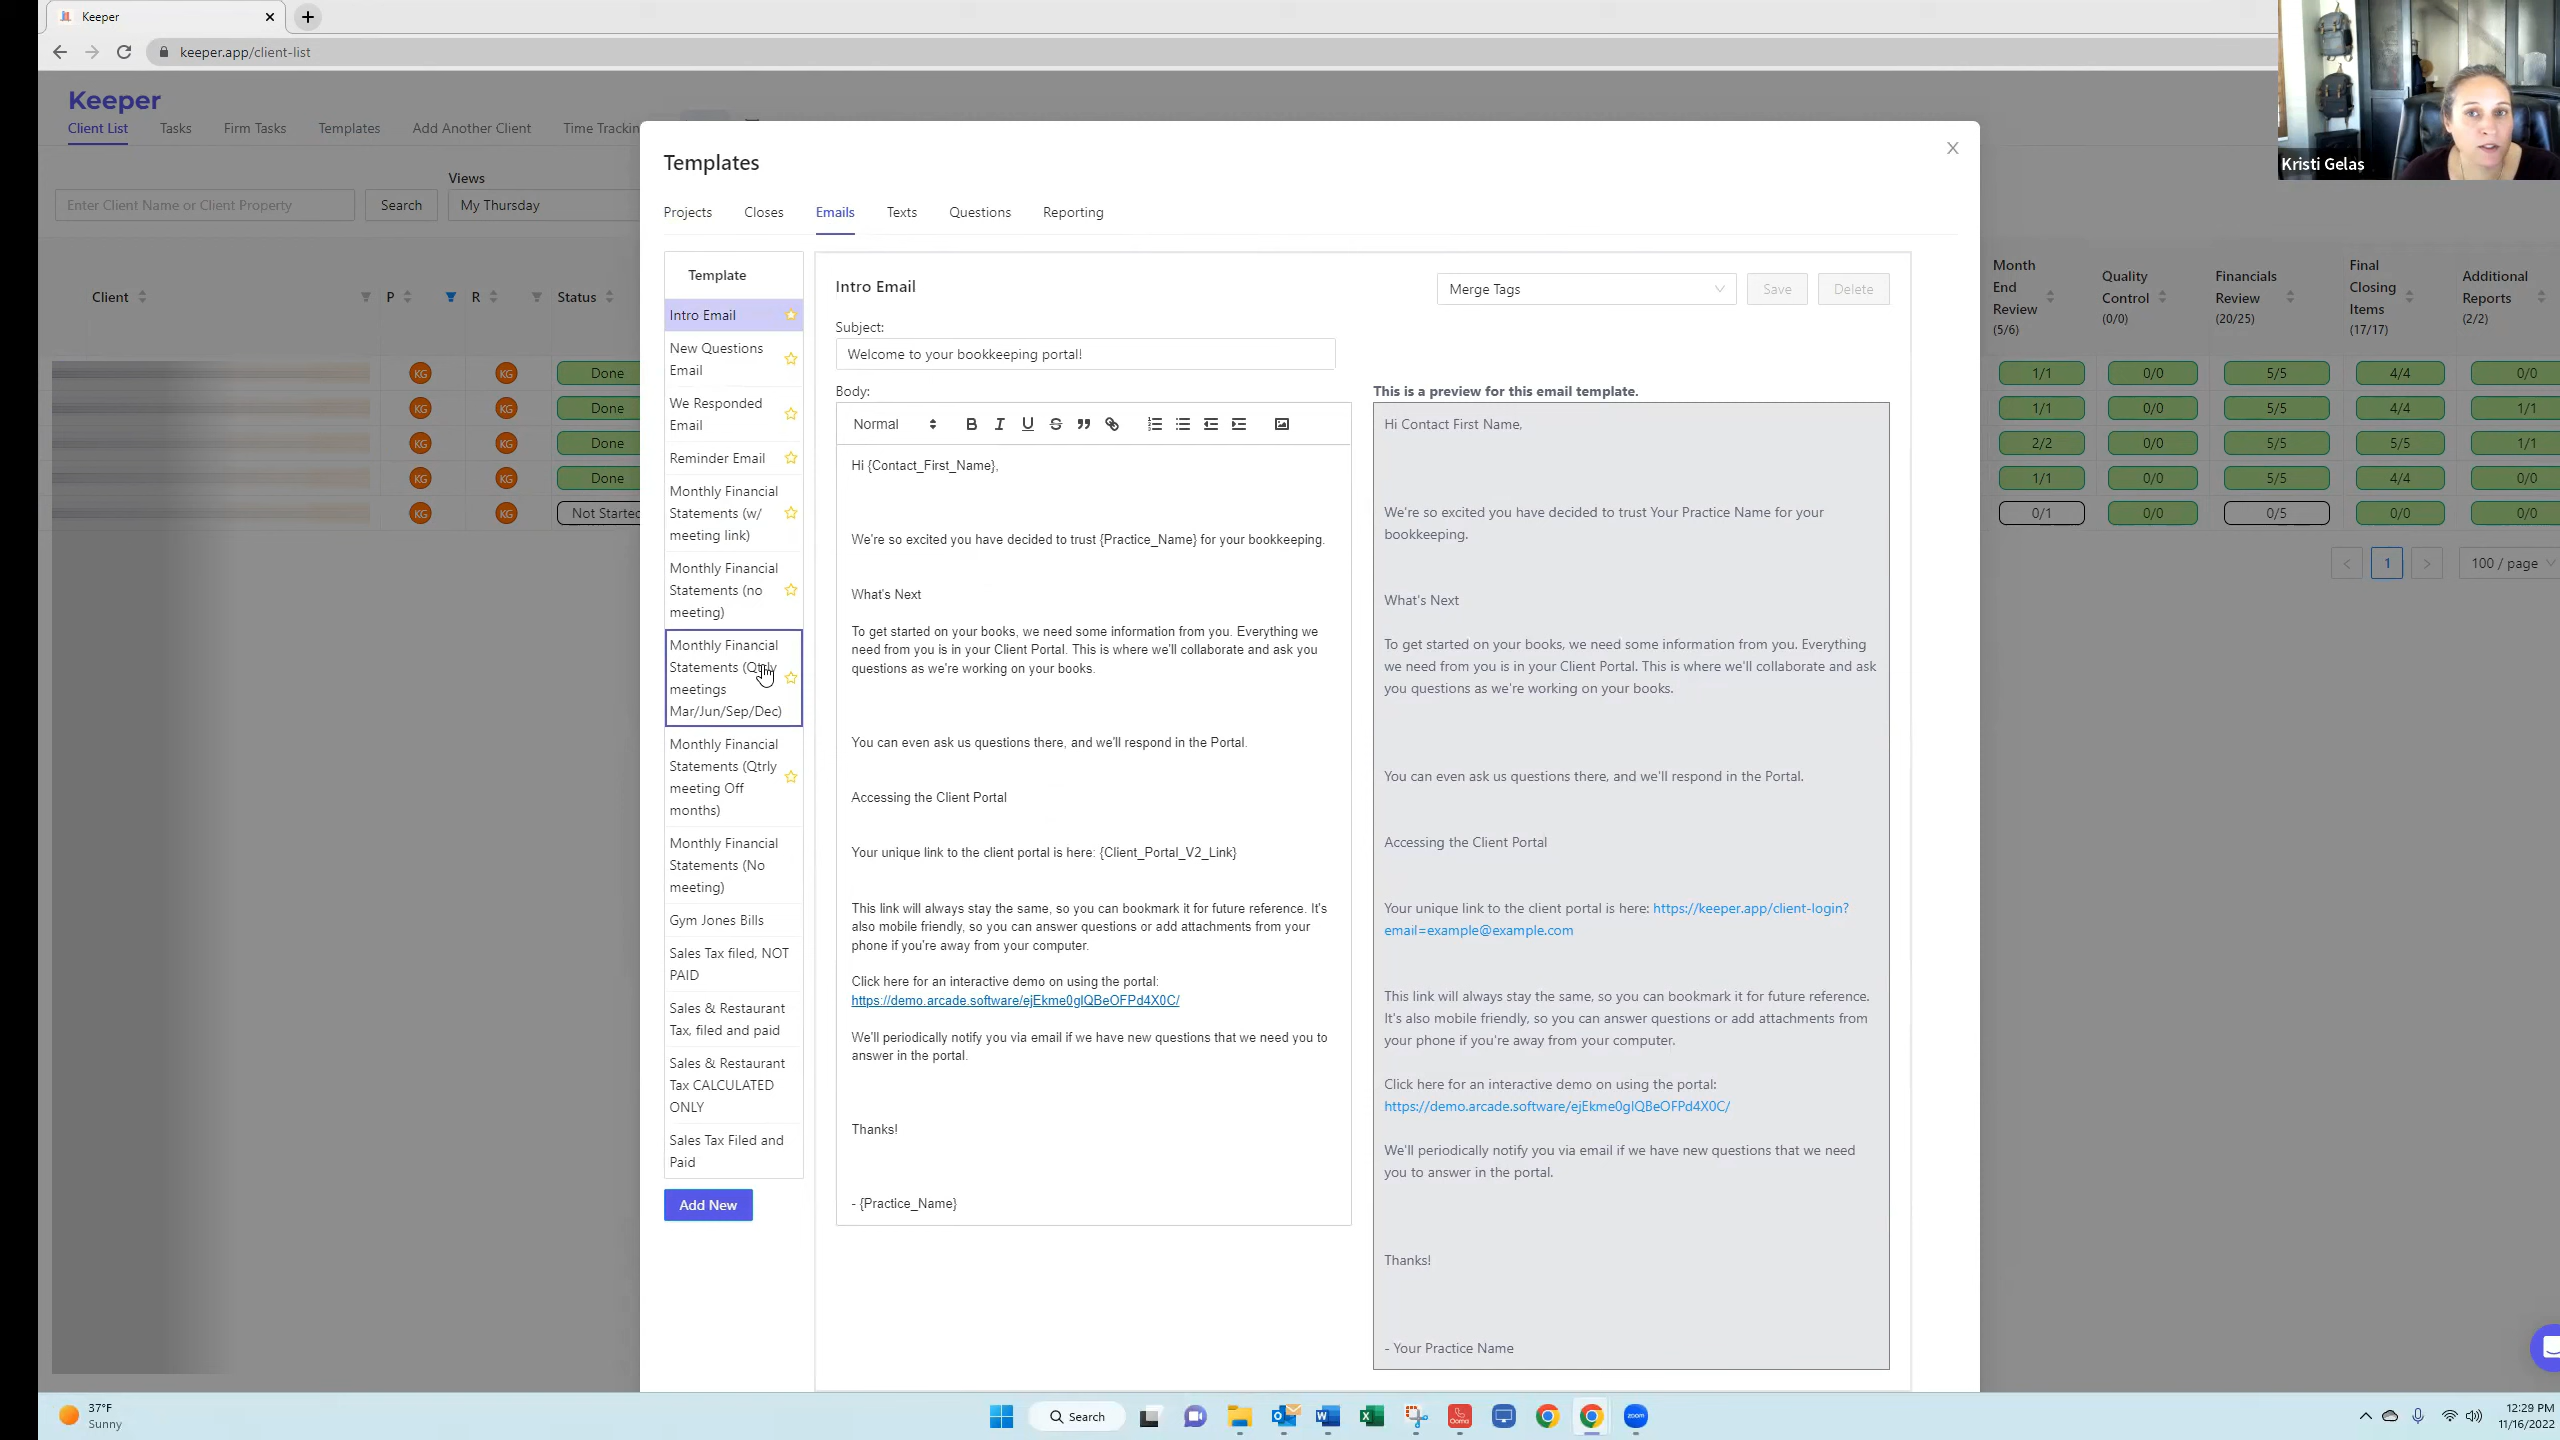 Keeper
keeper.app/client-list
Kristi Gelas
Keeper
Client List Tasks Firm Tasks Templates Add Another Client Time Trackin
Views
Enter Client Name or Client Property Search My Thursday
Client P R Status
KG KG Done
KG KG Done
KG KG Done
KG KG Done
KG KG Not Started
Templates
Projects Closes Emails Texts Questions Reporting
Template
Intro Email
New Questions
Email
We Responded
Email
Reminder Email
Monthly Financial
Statements (w/
meeting link)
Monthly Financial
Statements (no
meeting)
Monthly Financial
Statements (Qtrly
meetings
Mar/Jun/Sep/Dec)
Monthly Financial
Statements (Qtrly
meeting Off
months)
Monthly Financial
Statements (No
meeting)
Gym Jones Bills
Sales Tax filed, NOT
PAID
Sales & Restaurant
Tax, filed and paid
Sales & Restaurant
Tax CALCULATED
ONLY
Sales Tax Filed and
Paid
Add New
Intro Email
Merge Tags Save Delete
Subject:
Welcome to your bookkeeping portal!
Body:
Normal
Hi {Contact_First_Name},
We're so excited you have decided to trust {Practice_Name} for your bookkeeping.
What's Next
To get started on your books, we need some information from you. Everything we
need from you is in your Client Portal. This is where we'll collaborate and ask you
questions as we're working on your books.
You can even ask us questions there, and we'll respond in the Portal.
Accessing the Client Portal
Your unique link to the client portal is here: {Client_Portal_V2_Link}
This link will always stay the same, so you can bookmark it for future reference. It's
also mobile friendly, so you can answer questions or add attachments from your
phone if you're away from your computer.
Click here for an interactive demo on using the portal:
https://demo.arcade.software/ejEkme0glQBeOFPd4X0C/
We'll periodically notify you via email if we have new questions that we need you to
answer in the portal.
Thanks!
- {Practice_Name}
This is a preview for this email template.
Hi Contact First Name,
We're so excited you have decided to trust Your Practice Name for your
bookkeeping.
What's Next
To get started on your books, we need some information from you. Everything
we need from you is in your Client Portal. This is where we'll collaborate and ask
you questions as we're working on your books.
You can even ask us questions there, and we'll respond in the Portal.
Accessing the Client Portal
Your unique link to the client portal is here: https://keeper.app/client-login?
email=example@example.com
This link will always stay the same, so you can bookmark it for future reference.
It's also mobile friendly, so you can answer questions or add attachments from
your phone if you're away from your computer.
Click here for an interactive demo on using the portal:
https://demo.arcade.software/ejEkme0glQBeOFPd4X0C/
We'll periodically notify you via email if we have new questions that we need
you to answer in the portal.
Thanks!
- Your Practice Name
Month
End
Review
(5/6)
Quality
Control
(0/0)
Financials
Review
(20/25)
Final
Closing
Items
(17/17)
Additional
Reports
(2/2)
1/1 0/0 5/5 4/4 0/0
1/1 0/0 5/5 4/4 1/1
2/2 0/0 5/5 5/5 1/1
1/1 0/0 5/5 4/4 0/0
0/1 0/0 0/5 0/0 0/0
1 100 / page
37°F
Sunny
Search
Ooma
zoom
12:29 PM
11/16/2022